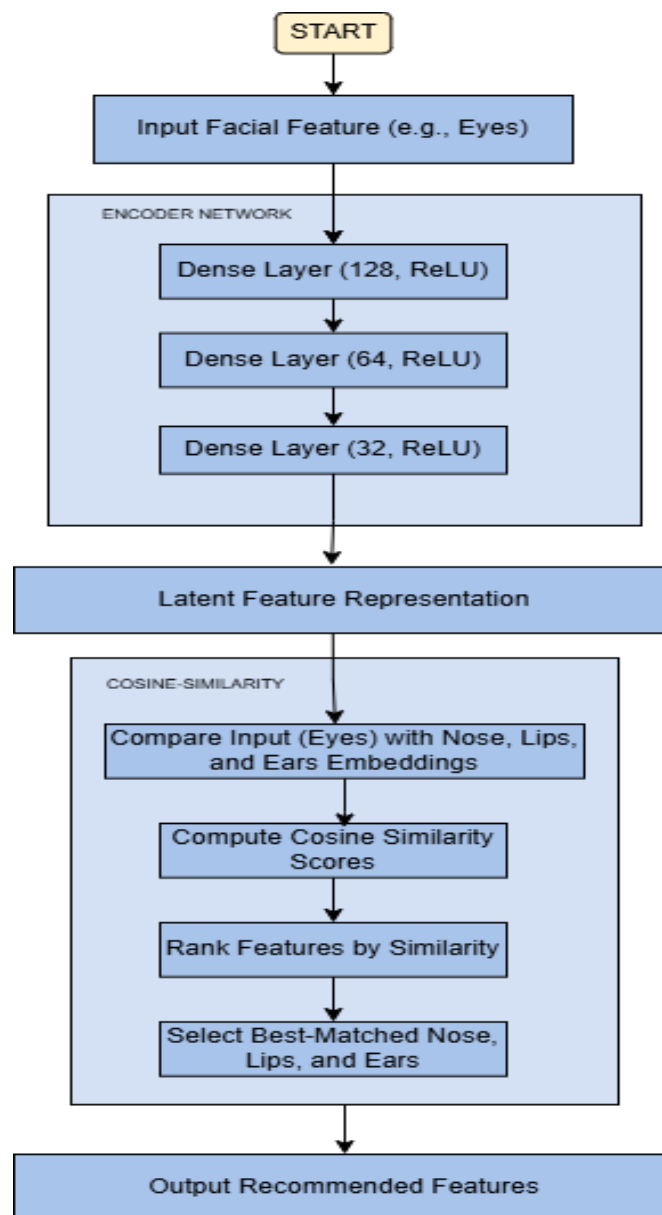 START
Input Facial Feature (e.g., Eyes)
ENCODER NETWORK
Dense Layer (128, ReLU)
Dense Layer (64, ReLU)
Dense Layer (32, ReLU)
Latent Feature Representation
COSINE-SIMILARITY
Compare Input (Eyes) with Nose, Lips,
and Ears Embeddings
Compute Cosine Similarity
Scores
Rank Features by Similarity
Select Best-Matched Nose,
Lips, and Ears
Output Recommended Features